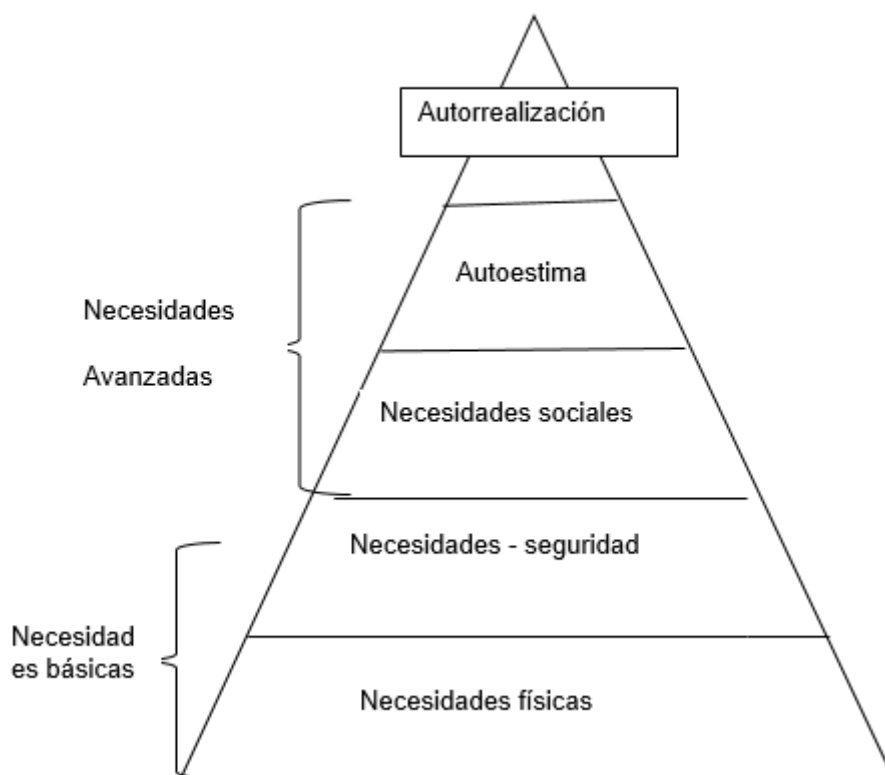 Autorrealización
Autoestima
Necesidades
Avanzadas
Necesidades sociales
Necesidades - seguridad
Necesidad
es básicas
Necesidades físicas